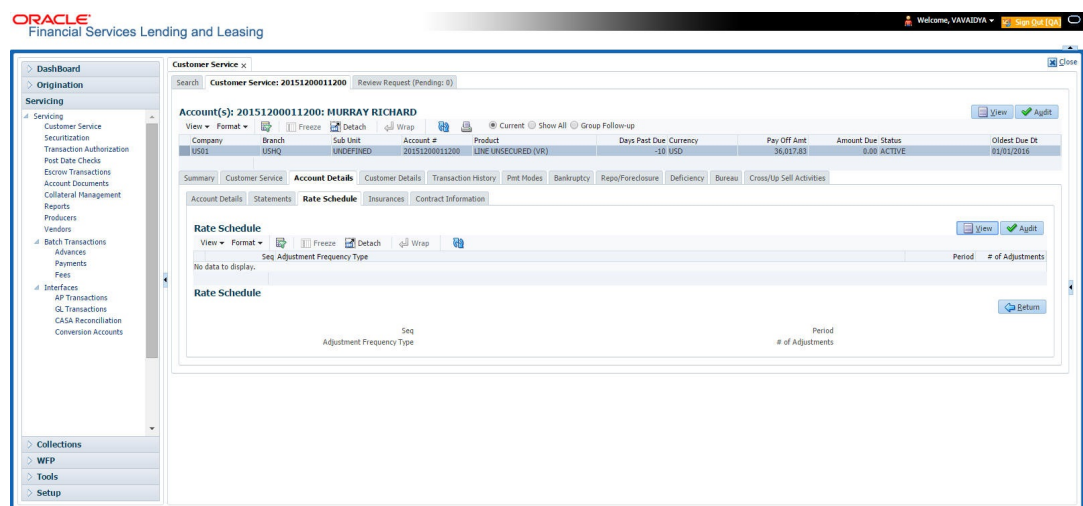 ORACLE
Financial Services Lending and Leasing
Welcome, VAVAIDYA
Sign Out [QA]
Close
DashBoard
Origination
Servicing
Servicing
Customer Service
Securitization
Transaction Authorization
Post Date Checks
Escrow Transactions
Account Documents
Collateral Management
Reports
Producers
Vendors
Batch Transactions
Advances
Payments
Fees
Interfaces
AP Transactions
GL Transactions
CASA Reconciliation
Conversion Accounts
Collections
WFP
Tools
Setup
Customer Service x
Search Customer Service: 20151200011200 Review Request (Pending: 0)
Account(s): 20151200011200: MURRAY RICHARD
View Audit
View Format Freeze Detach Wrap Current Show All Group Follow-up
Company Branch Sub Unit Account # Product Days Past Due Currency Pay Off Amt Amount Due Status Oldest Due Dt
US01 USHQ UNDEFINED 20151200011200 LINE UNSECURED (VR) -10 USD 36,017.83 0.00 ACTIVE 01/01/2016
Summary Customer Service Account Details Customer Details Transaction History Pmt Modes Bankruptcy Repo/Foreclosure Deficiency Bureau Cross/Up Sell Activities
Account Details Statements Rate Schedule Insurances Contract Information
Rate Schedule
View Audit
View Format Freeze Detach Wrap
Seq Adjustment Frequency Type Period # of Adjustments
No data to display.
Rate Schedule
Return
Seq Period
Adjustment Frequency Type # of Adjustments